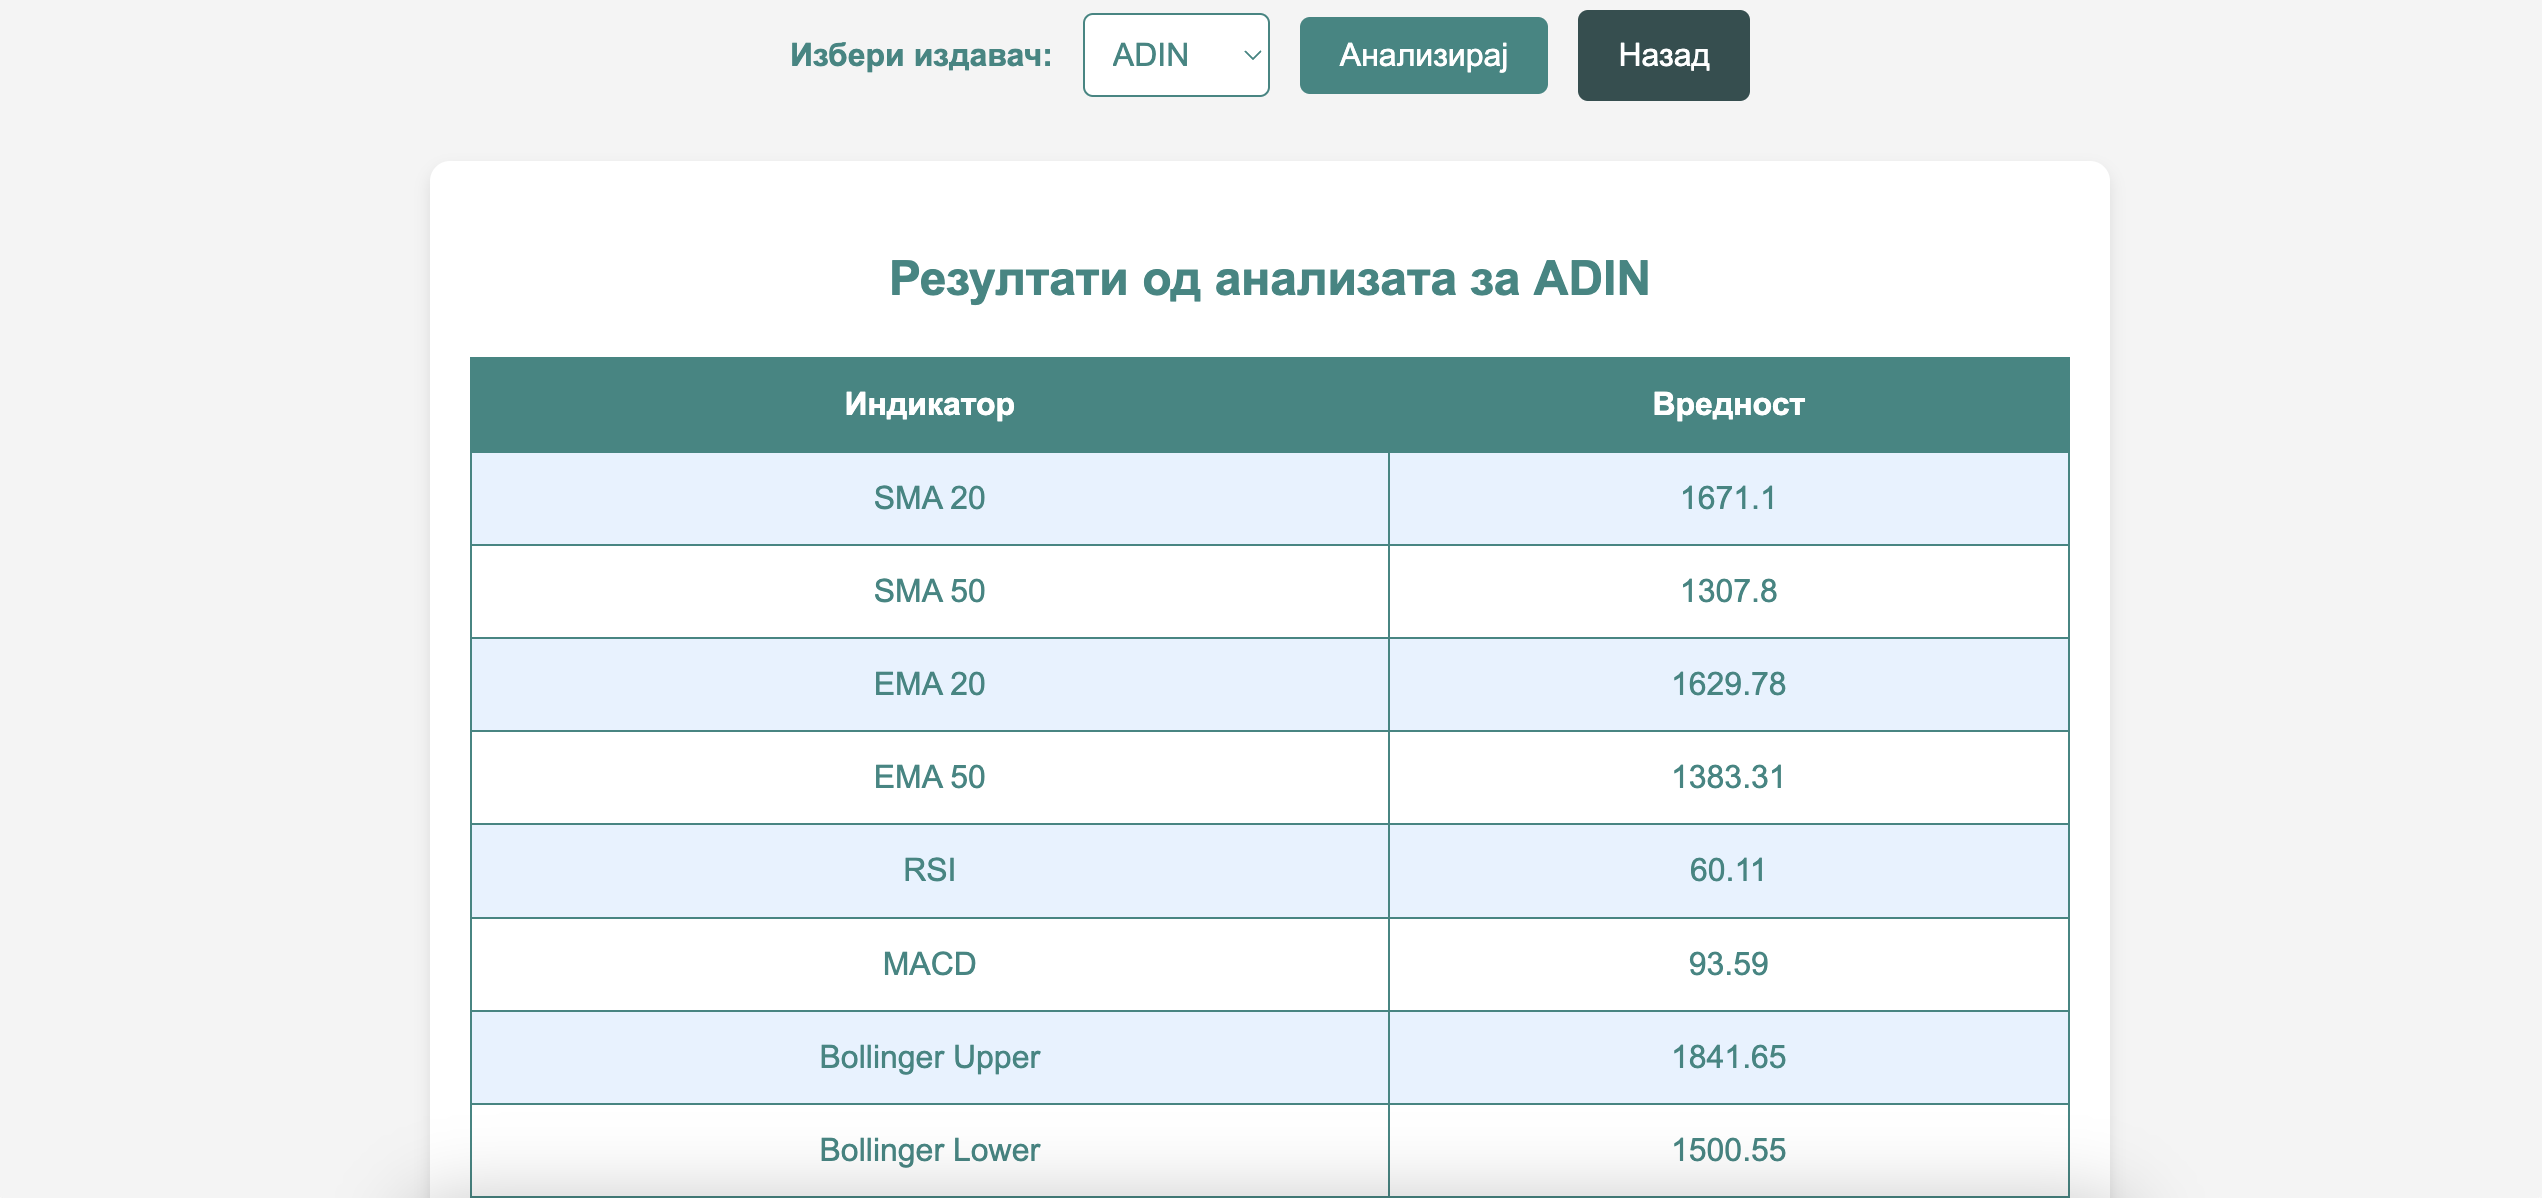 Избери издавач: ADIN Анализирај Назад
Резултати од анализата за ADIN
Индикатор Вредност
SMA 20 1671.1
SMA 50 1307.8
EMA 20 1629.78
EMA 50 1383.31
RSI 60.11
MACD 93.59
Bollinger Upper 1841.65
Bollinger Lower 1500.55